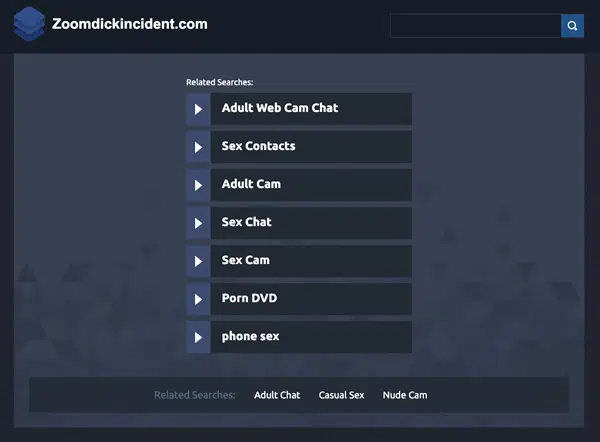 Zoomdickincident.com
Related Searches:
Adult Web Cam Chat
Sex Contacts
Adult Cam
Sex Chat
Sex Cam
Porn DVD
phone sex
Related Searches: Adult Chat Casual Sex Nude Cam